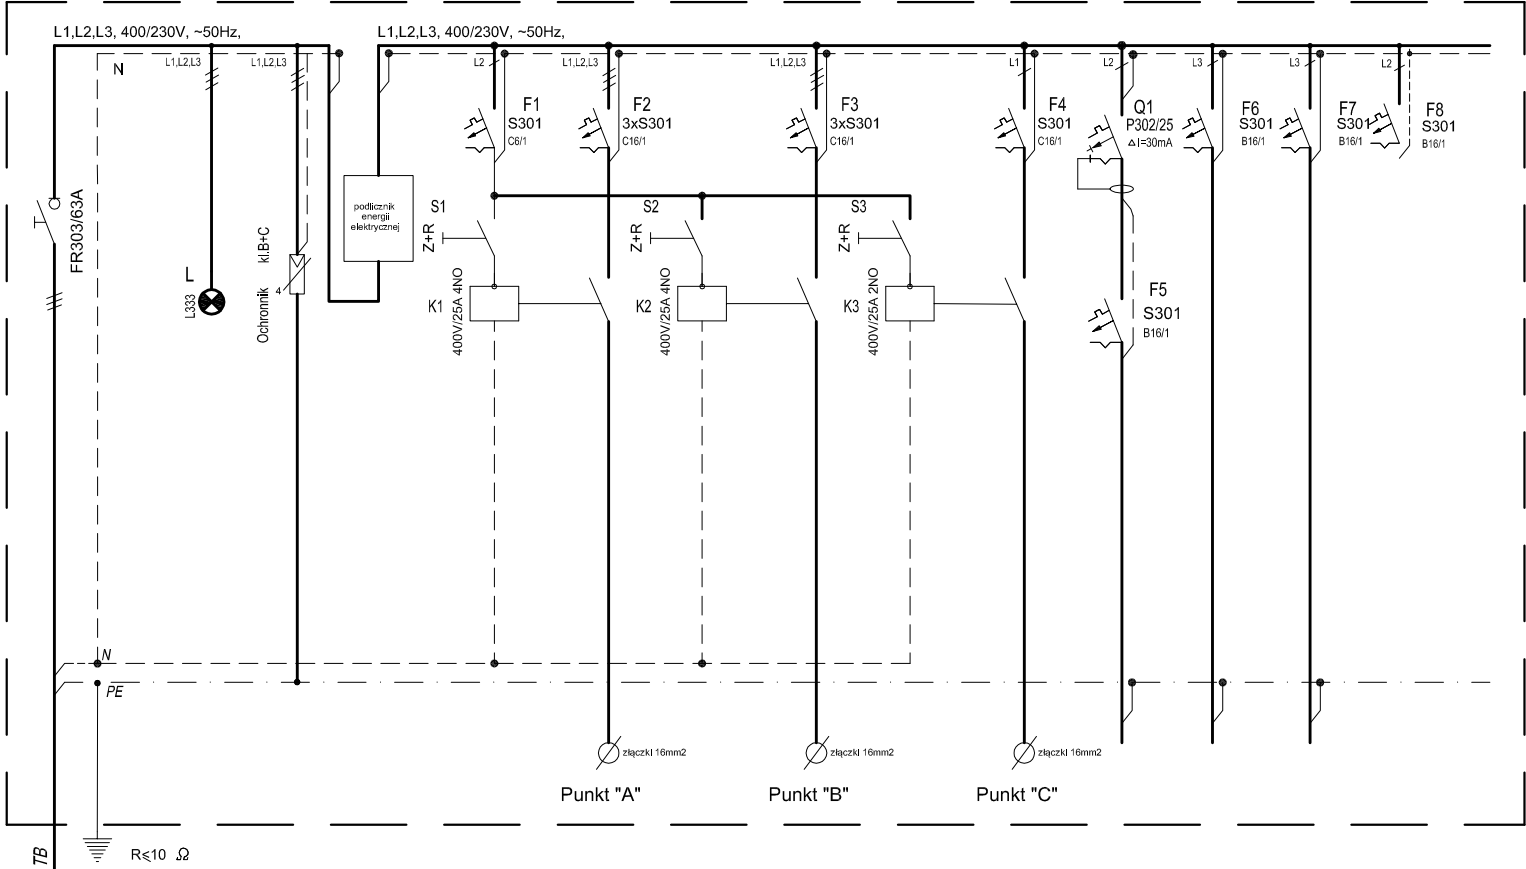 L1,L2,L3, 400/230V, ~50Hz,
L1,L2,L3, 400/230V, ~50Hz,
N
L1,L2,L3
L1,L2,L3
L2
L1,L2,L3
L1,L2,L3
L1
L2
L3
L3
L2
F1
S301
C6/1
F2
3xS301
C16/1
F3
3xS301
C16/1
F4
S301
C16/1
Q1
P302/25
ΔI=30mA
F6
S301
B16/1
F7
S301
B16/1
F8
S301
B16/1
FR303/63A
L
L333
Ochronnik kl.B+C
4
podlicznik
energii
elektrycznej
S1
Z+R
K1
400V/25A 4NO
S2
Z+R
K2
400V/25A 4NO
S3
Z+R
K3
400V/25A 2NO
F5
S301
B16/1
N
PE
złączki 16mm2
złączki 16mm2
złączki 16mm2
Punkt "A"
Punkt "B"
Punkt "C"
TB
R≤10 Ω